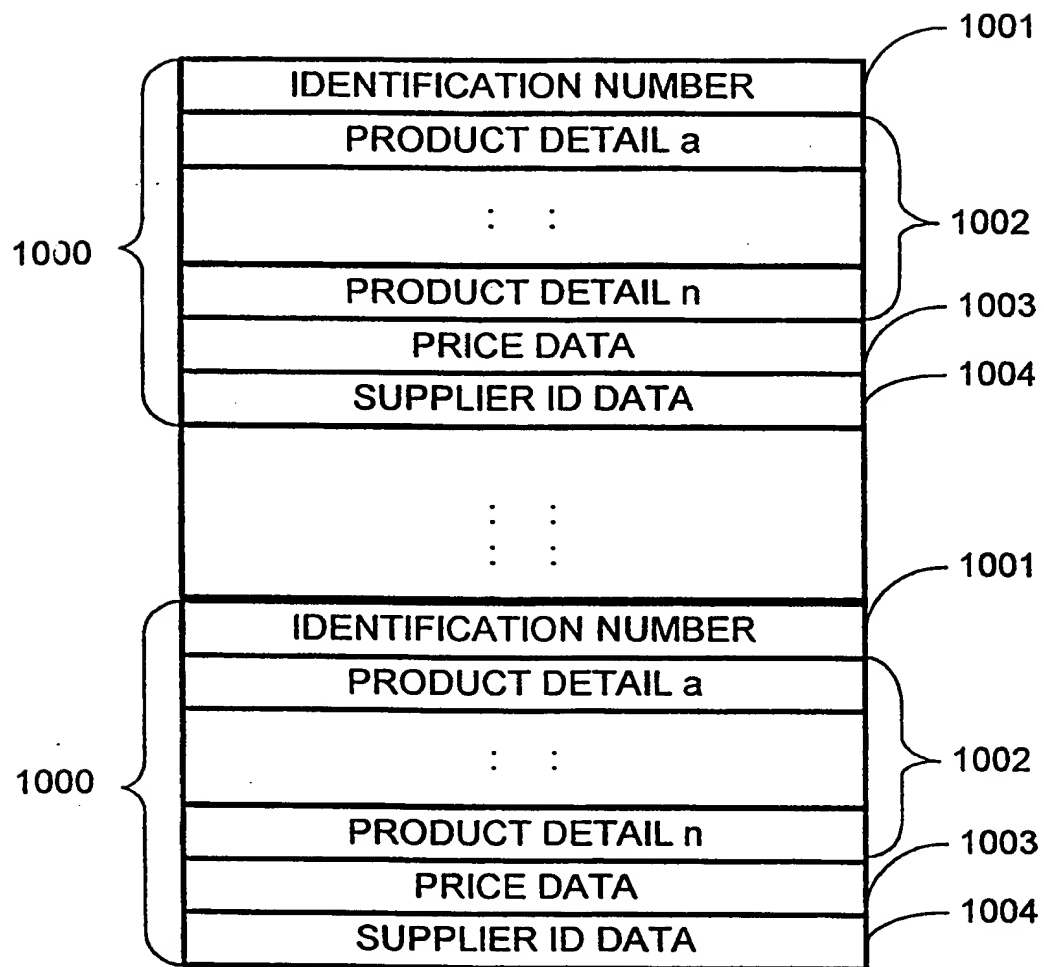 1001
IDENTIFICATION NUMBER
PRODUCT DETAIL a
: :
1002
1000
PRODUCT DETAIL n
1003
PRICE DATA
1004
SUPPLIER ID DATA
: :
: :
1001
IDENTIFICATION NUMBER
PRODUCT DETAIL a
: :
1002
1000
PRODUCT DETAIL n
1003
PRICE DATA
1004
SUPPLIER ID DATA